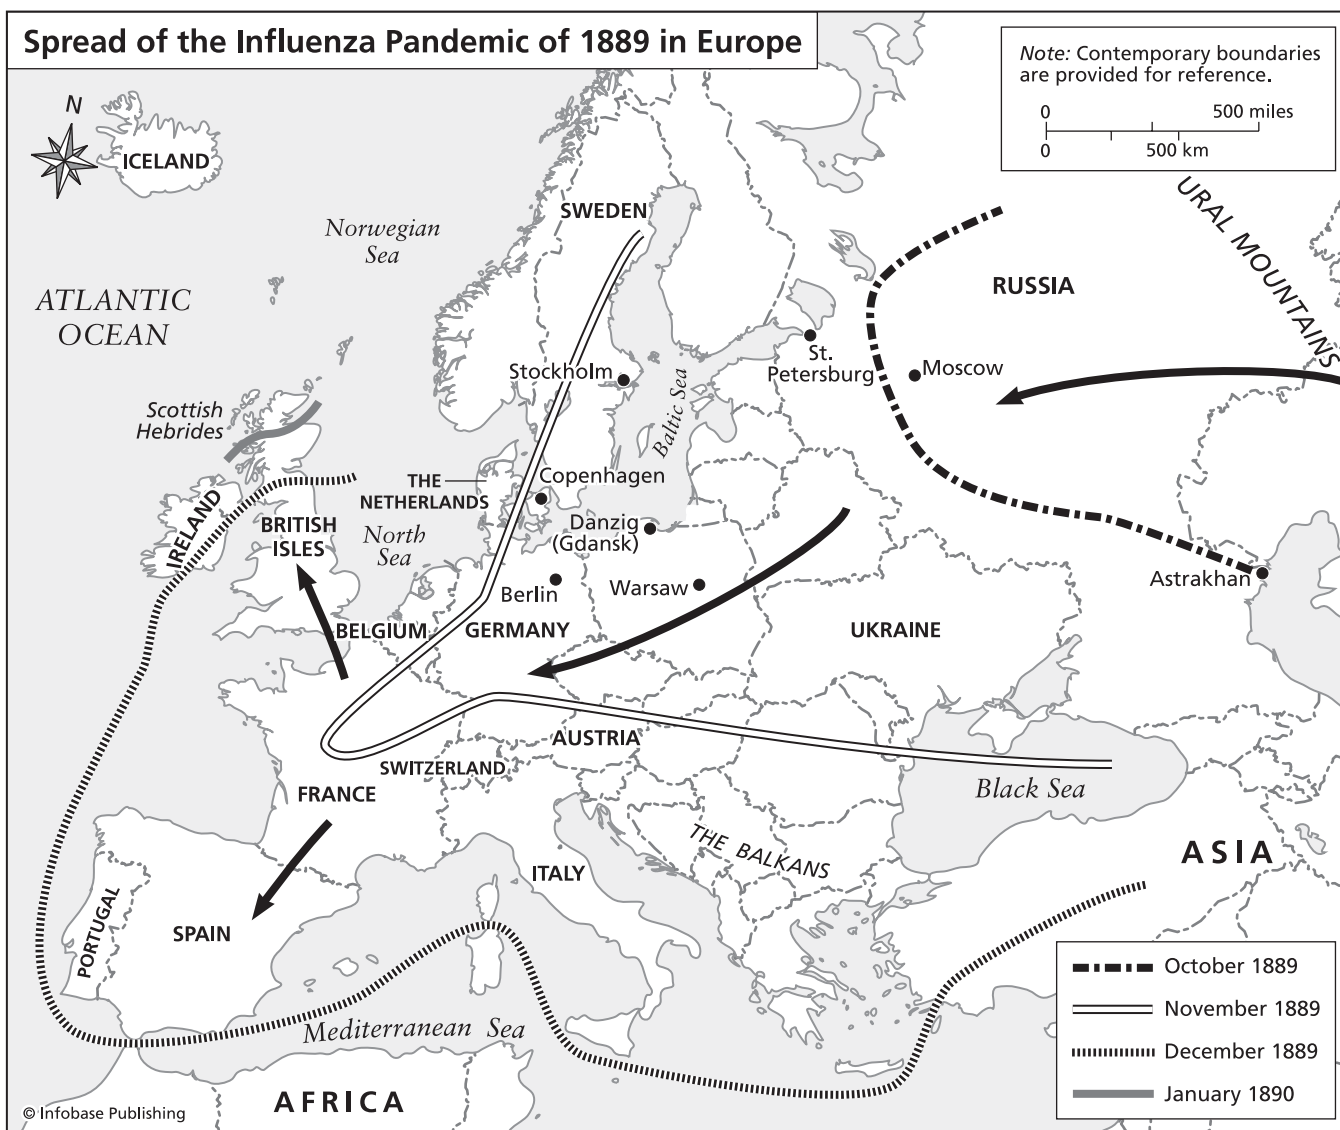 Spread of the Influenza Pandemic of 1889 in Europe
Note: Contemporary boundaries
are provided for reference.
0 500 miles
0 500 km
N
ICELAND
URAL MOUNTAINS
SWEDEN
Norwegian
Sea
RUSSIA
ATLANTIC
OCEAN
St.
Petersburg
Moscow
Stockholm
Baltic Sea
Scottish
Hebrides
THE
NETHERLANDS
Copenhagen
IRELAND
BRITISH
ISLES
North
Sea
Danzig
(Gdansk)
Berlin
Warsaw
Astrakhan
BELGIUM
GERMANY
UKRAINE
AUSTRIA
SWITZERLAND
FRANCE
Black Sea
THE BALKANS
ASIA
ITALY
PORTUGAL
SPAIN
Mediterranean Sea
AFRICA
October 1889
November 1889
December 1889
January 1890
© Infobase Publishing